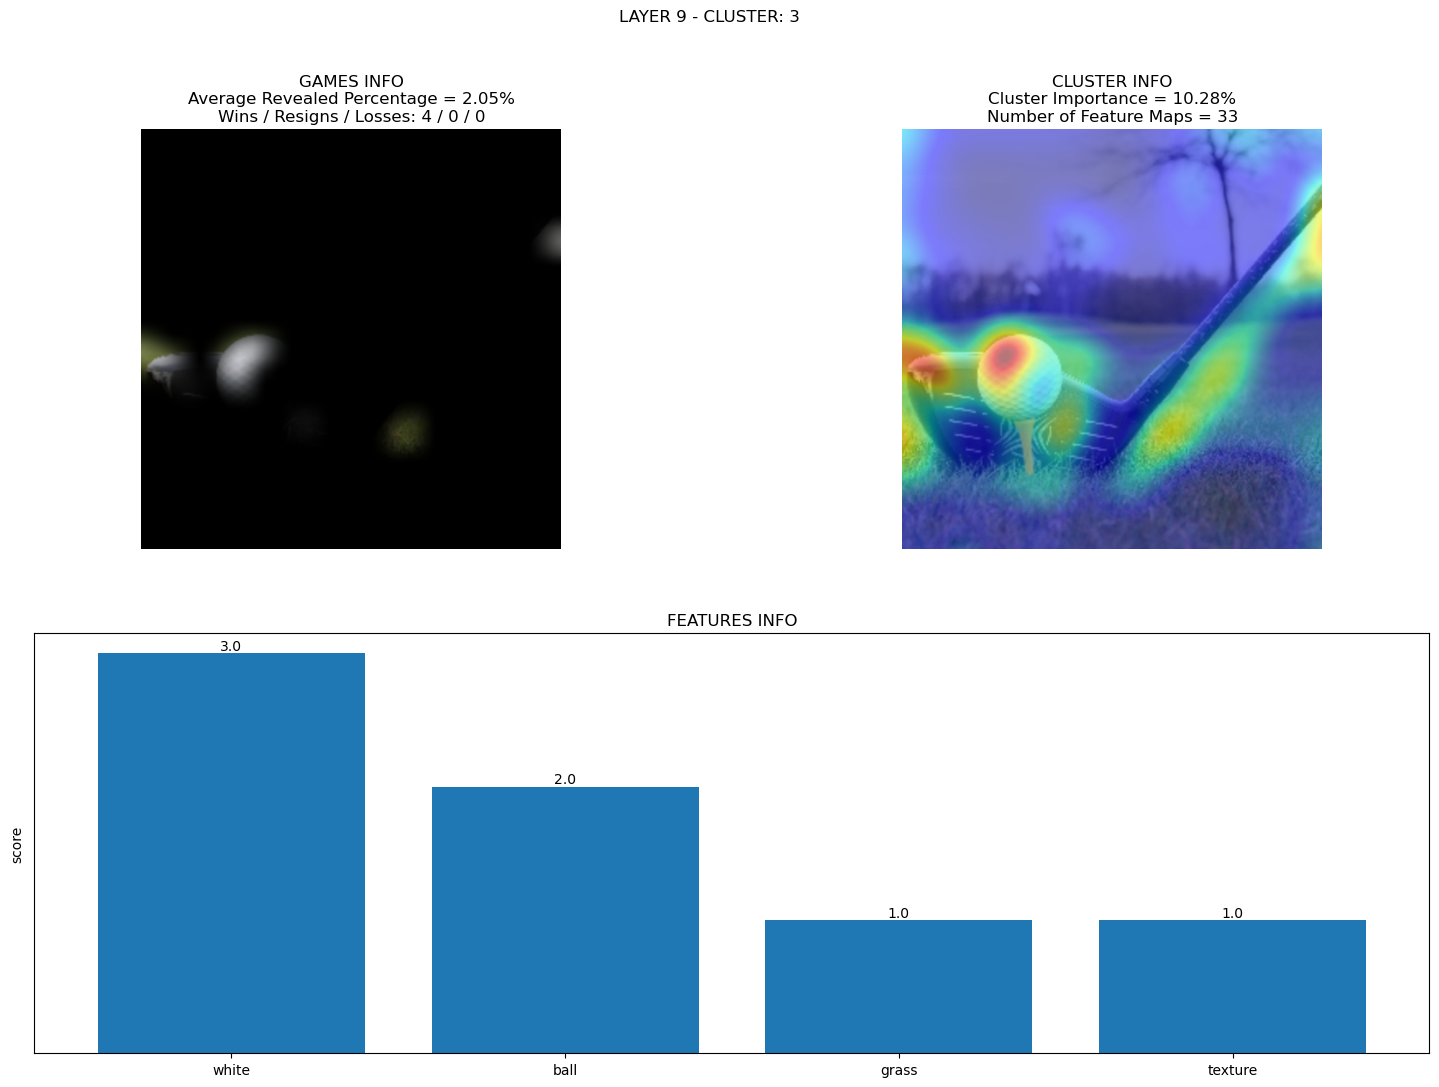 LAYER 9 - CLUSTER: 3
GAMES INFO
Average Revealed Percentage = 2.05%
Wins / Resigns / Losses: 4 / 0 / 0
CLUSTER INFO
Cluster Importance = 10.28%
Number of Feature Maps = 33
FEATURES INFO
score
3.0
2.0
1.0
1.0
white
ball
grass
texture